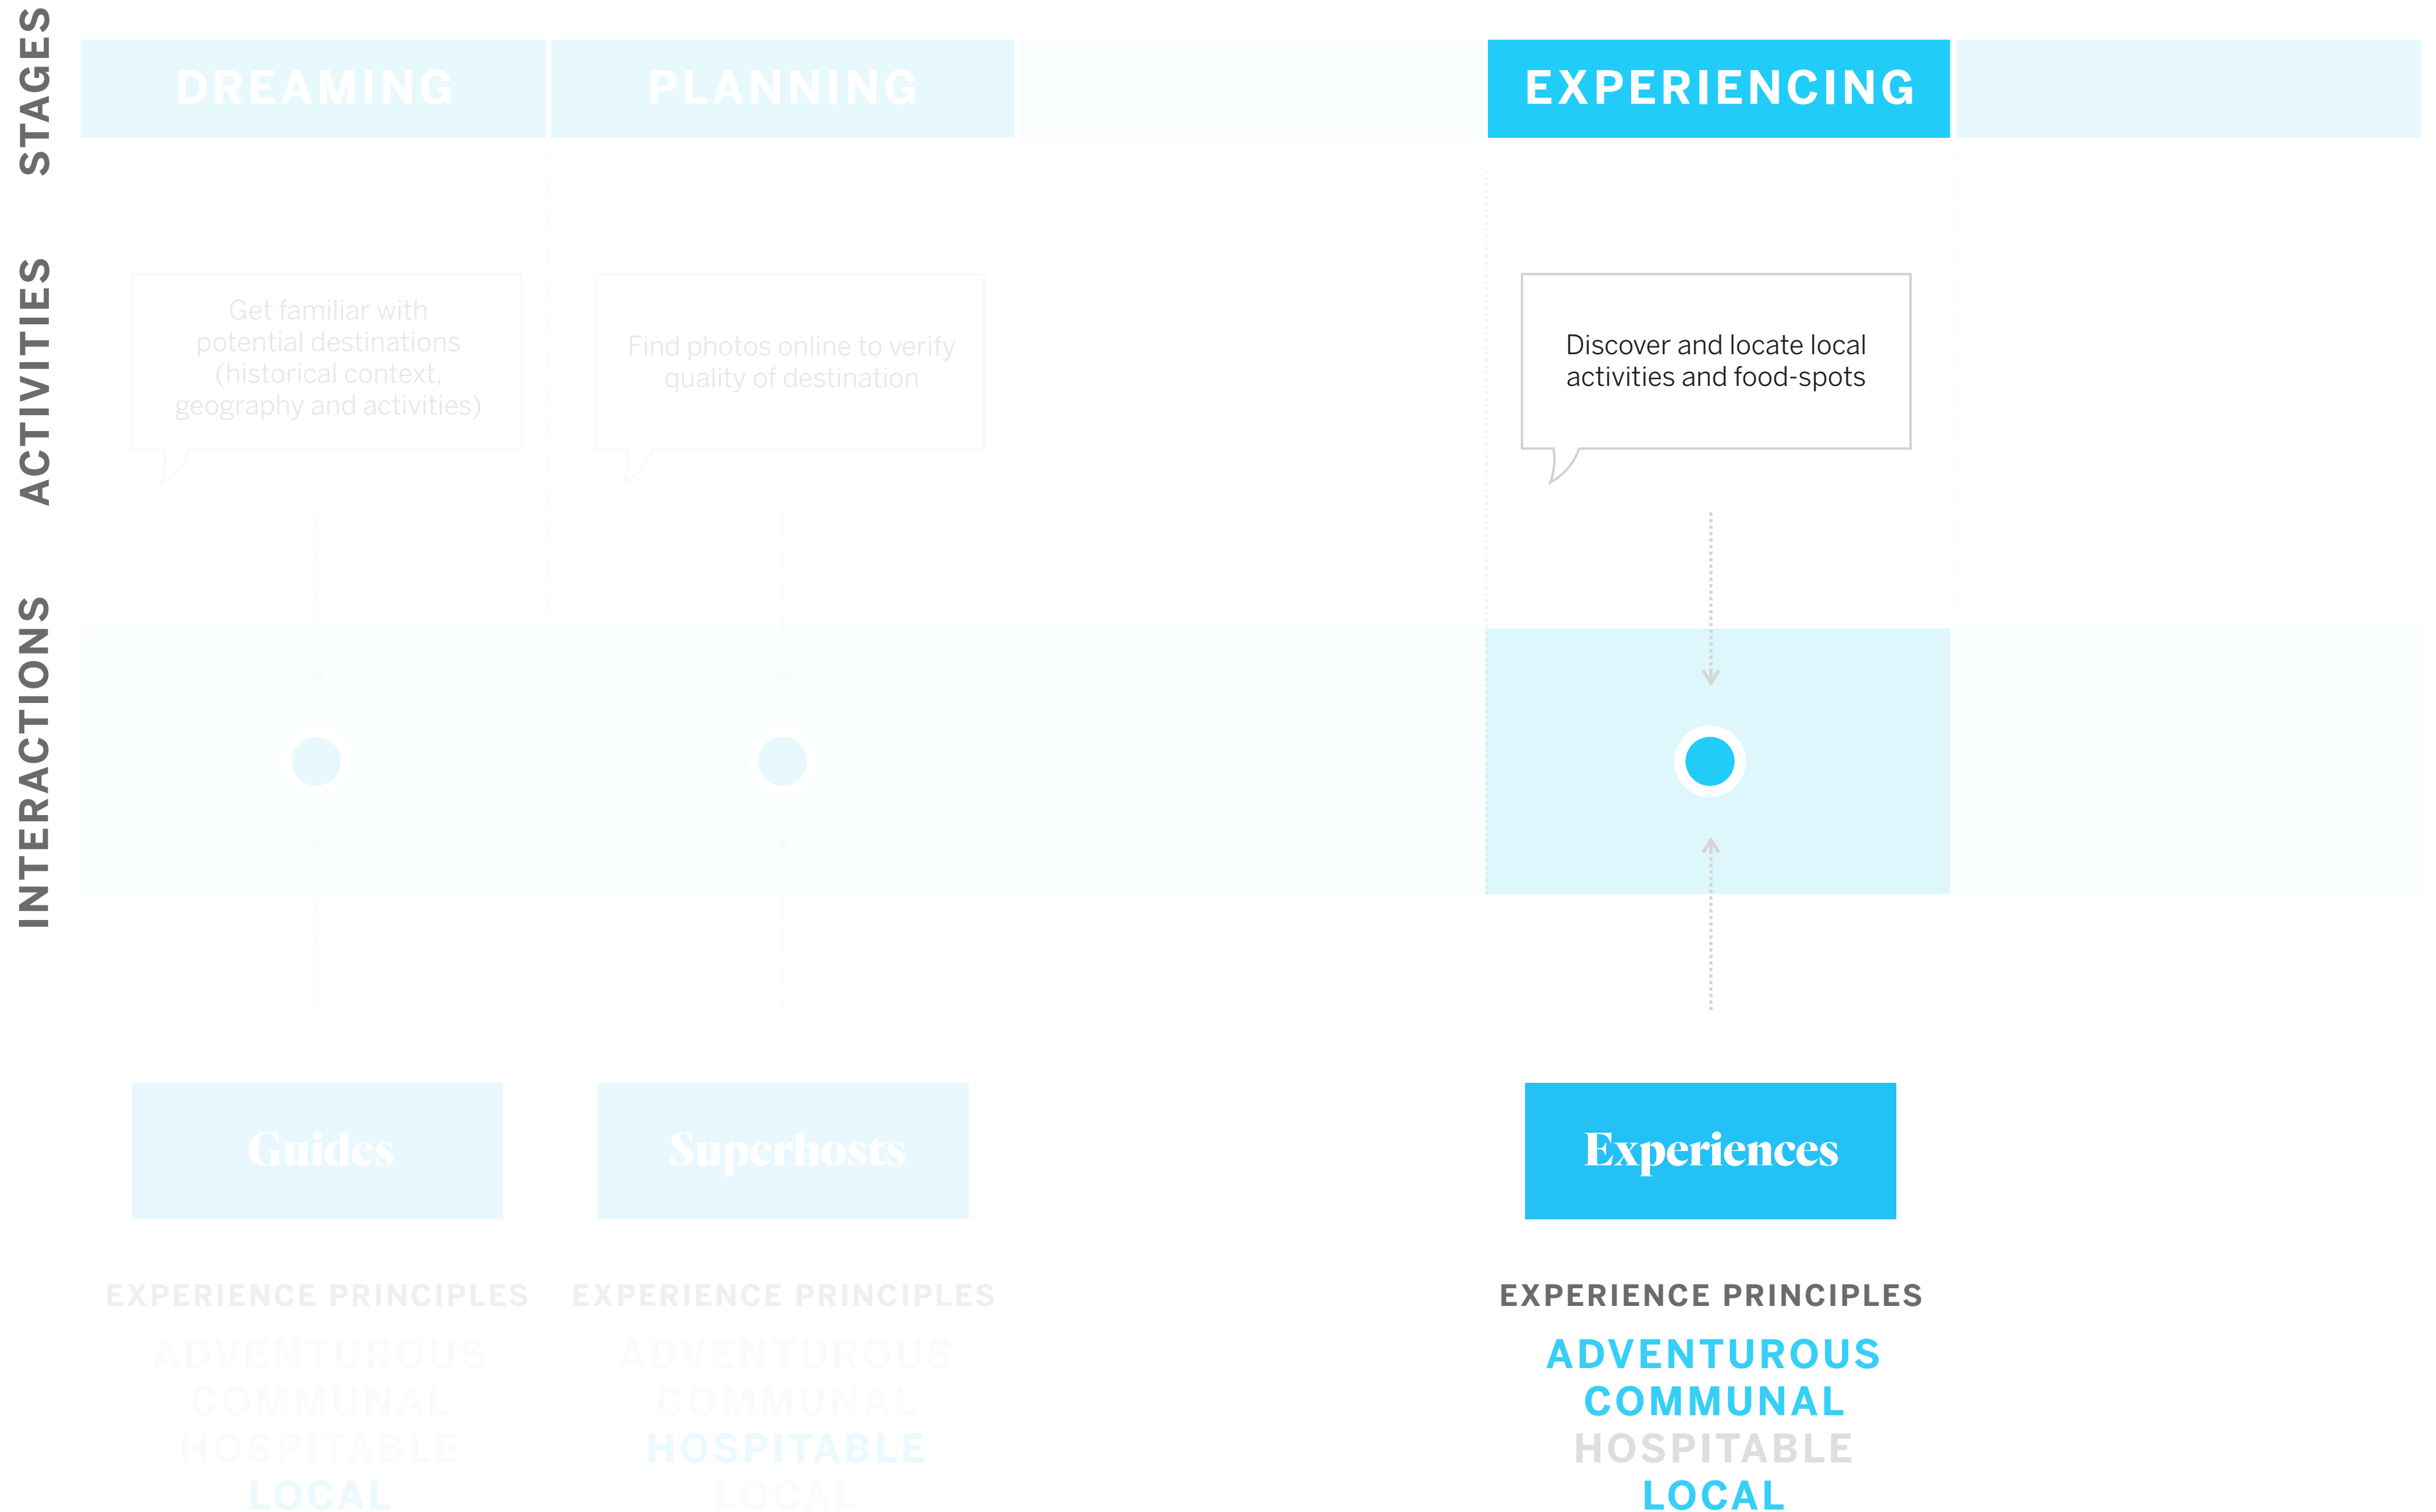 STAGES
DREAMING
PLANNING
EXPERIENCING
ACTIVITIES
Get familiar with
potential destinations
(historical context,
geography and activities)
Find photos online to verify
quality of destination
Discover and locate local
activities and food-spots
INTERACTIONS
Guides
Superhosts
Experiences
EXPERIENCE PRINCIPLES
ADVENTUROUS
COMMUNAL
HOSPITABLE
LOCAL
EXPERIENCE PRINCIPLES
ADVENTUROUS
COMMUNAL
HOSPITABLE
LOCAL
EXPERIENCE PRINCIPLES
ADVENTUROUS
COMMUNAL
HOSPITABLE
LOCAL